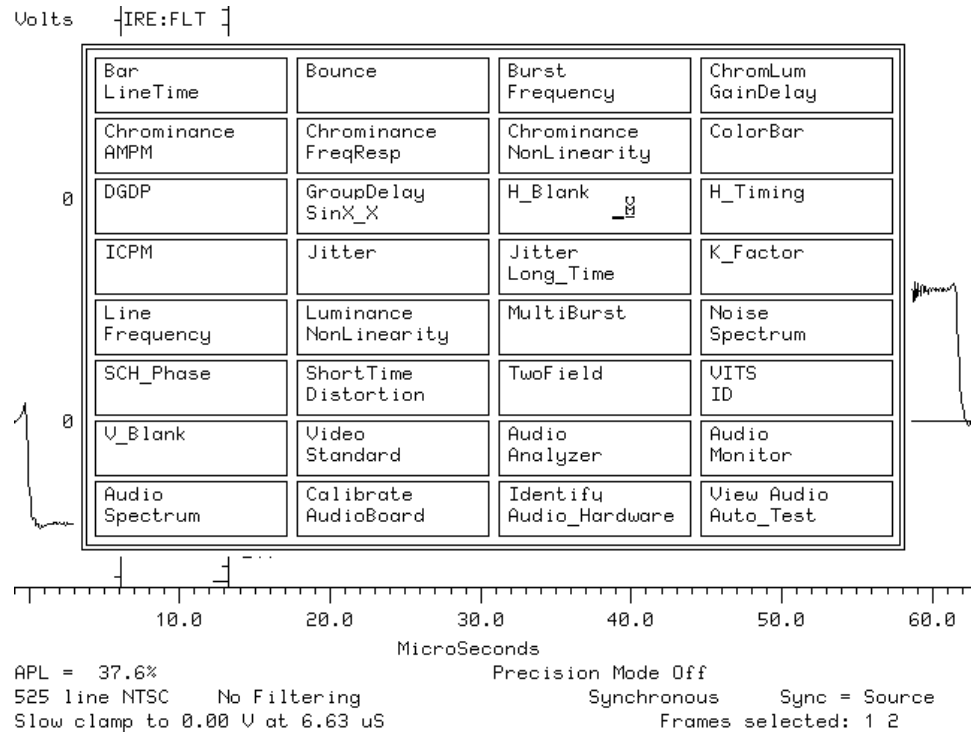 Volts IRE:FLT
Bar LineTime
Bounce
Burst Frequency
ChromLum GainDelay
Chrominance AMPM
Chrominance FreqResp
Chrominance NonLinearity
ColorBar
0
DGDP
GroupDelay SinX_X
H_Blank
H_Timing
ICPM
Jitter
Jitter Long_Time
K_Factor
Line Frequency
Luminance NonLinearity
MultiBurst
Noise Spectrum
SCH_Phase
ShortTime Distortion
TwoField
VITS ID
0
V_Blank
Video Standard
Audio Analyzer
Audio Monitor
Audio Spectrum
Calibrate AudioBoard
Identify Audio_Hardware
View Audio Auto_Test
10.0 20.0 30.0 40.0 50.0 60.0
MicroSeconds
APL = 37.6% Precision Mode Off
525 line NTSC No Filtering Synchronous Sync = Source
Slow clamp to 0.00 V at 6.63 uS Frames selected: 1 2